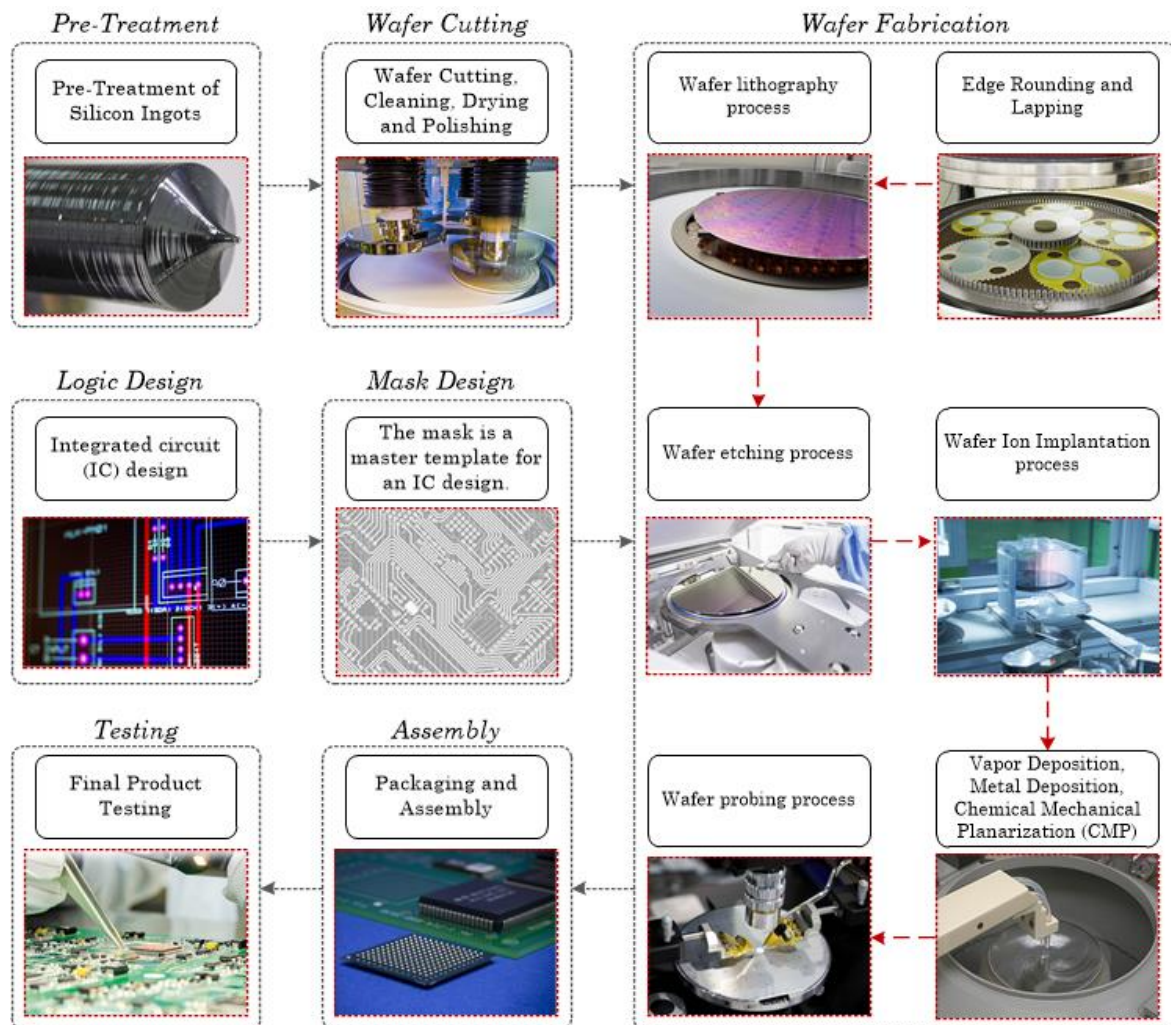 Pre-Treatment
Wafer Cutting
Wafer Fabrication
Pre-Treatment of
Silicon Ingots
Wafer Cutting,
Cleaning, Drying
and Polishing
Wafer lithography
process
Edge Rounding and
Lapping
Logic Design
Mask Design
Integrated circuit
(IC) design
The mask is a
master template for
an IC design.
Wafer etching process
Wafer Ion Implantation
process
Testing
Assembly
Final Product
Testing
Packaging and
Assembly
Wafer probing process
Vapor Deposition,
Metal Deposition,
Chemical Mechanical
Planarization (CMP)